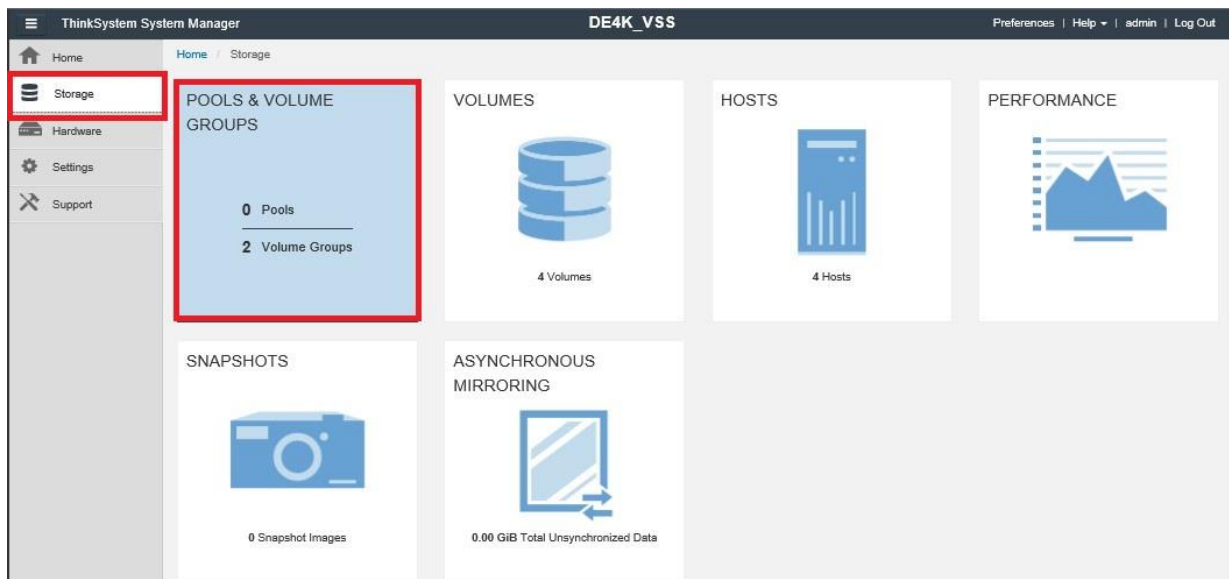 ThinkSystem System Manager
DE4K_VSS
Preferences | Help | admin | Log Out
Home
Storage
Hardware
Settings
Support
Home / Storage
POOLS & VOLUME
GROUPS
0 Pools
2 Volume Groups
VOLUMES
4 Volumes
HOSTS
4 Hosts
PERFORMANCE
SNAPSHOTS
0 Snapshot Images
ASYNCHRONOUS
MIRRORING
0.00 GiB Total Unsynchronized Data